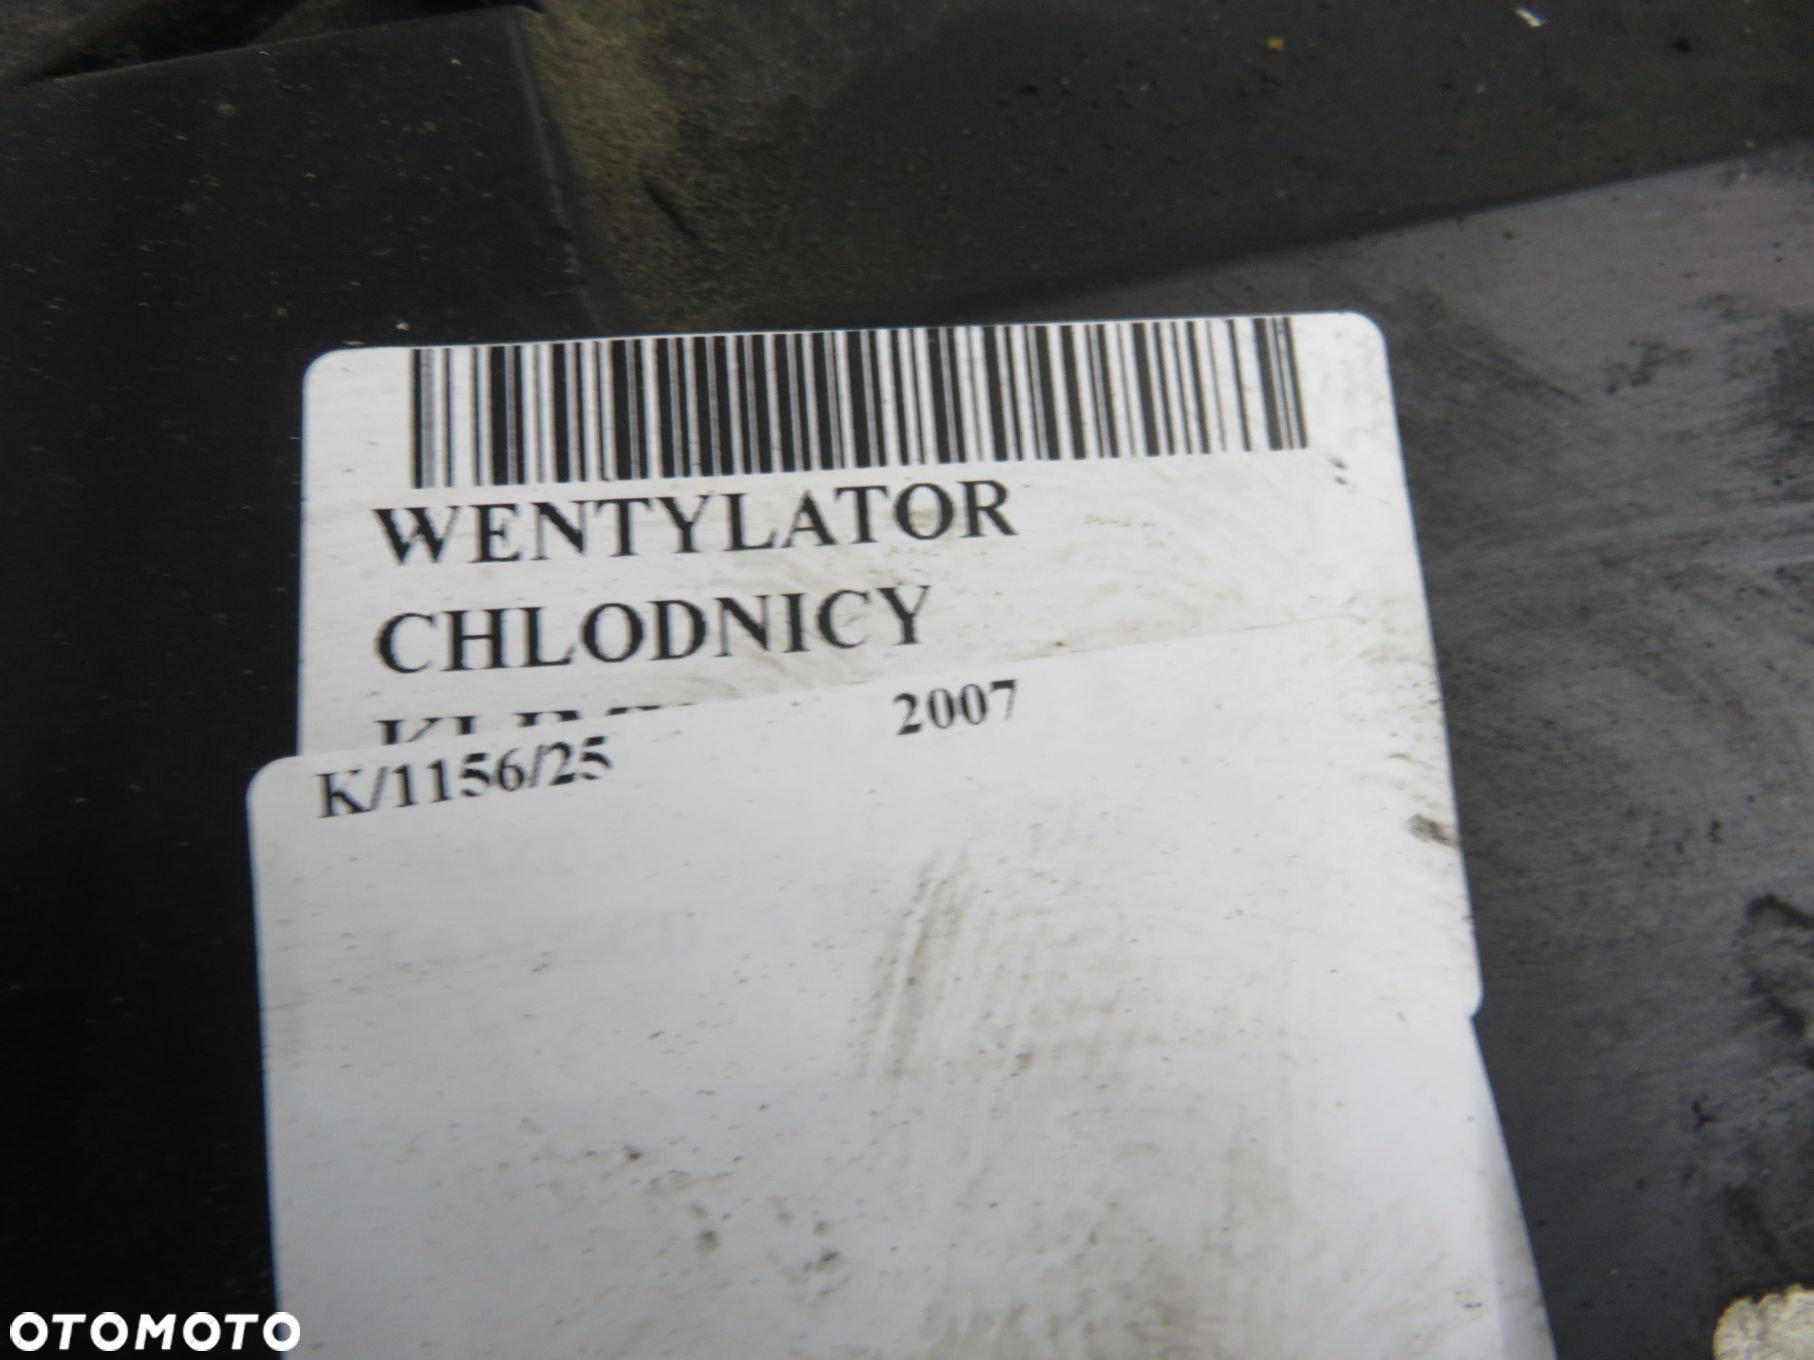 WENTYLATOR
CHLODNICY
K/1156/25 2007
OTOMOTO